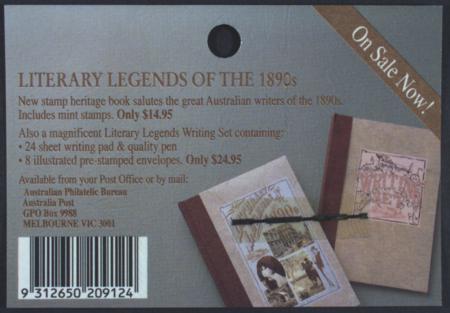 On Sale Now!
LITERARY LEGENDS OF THE 1890s
New stamp heritage book salutes the great Australian writers of the 1890s.
Includes mint stamps. Only $14.95
Also a magnificent Literary Legends Writing Set containing:
• 24 sheet writing pad & quality pen
• 8 illustrated pre-stamped envelopes. Only $24.95
Available from your Post Office or by mail:
Australian Philatelic Bureau
Australia Post
GPO Box 9988
MELBOURNE VIC 3001
9 312650 209124
WRITING
SET